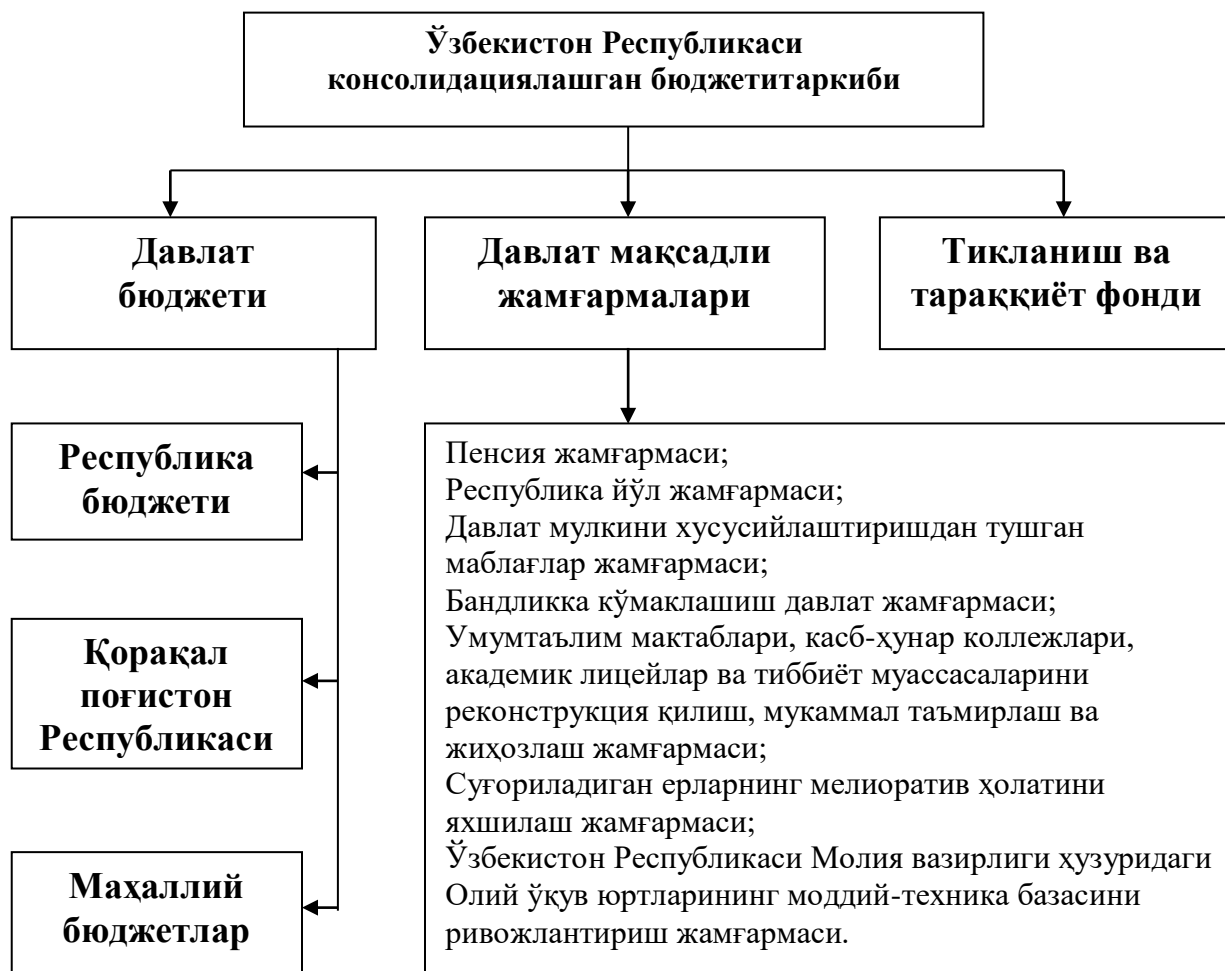 Ўзбекистон Республикаси
консолидациялашган бюджетитаркиби
Давлат
бюджети
Давлат мақсадли
жамғармалари
Тикланиш ва
тараққиёт фонди
Республика
бюджети
Қорақал
поғистон
Республикаси
Маҳаллий
бюджетлар
Пенсия жамғармаси;
Республика йўл жамғармаси;
Давлат мулкини хусусийлаштиришдан тушган
маблағлар жамғармаси;
Бандликка кўмаклашиш давлат жамғармаси;
Умумтаълим мактаблари, касб-ҳунар коллежлари,
академик лицейлар ва тиббиёт муассасаларини
реконструкция қилиш, мукаммал таъмирлаш ва
жиҳозлаш жамғармаси;
Суғориладиган ерларнинг мелиоратив ҳолатини
яхшилаш жамғармаси;
Ўзбекистон Республикаси Молия вазирлиги ҳузуридаги
Олий ўқув юртларининг моддий-техника базасини
ривожлантириш жамғармаси.